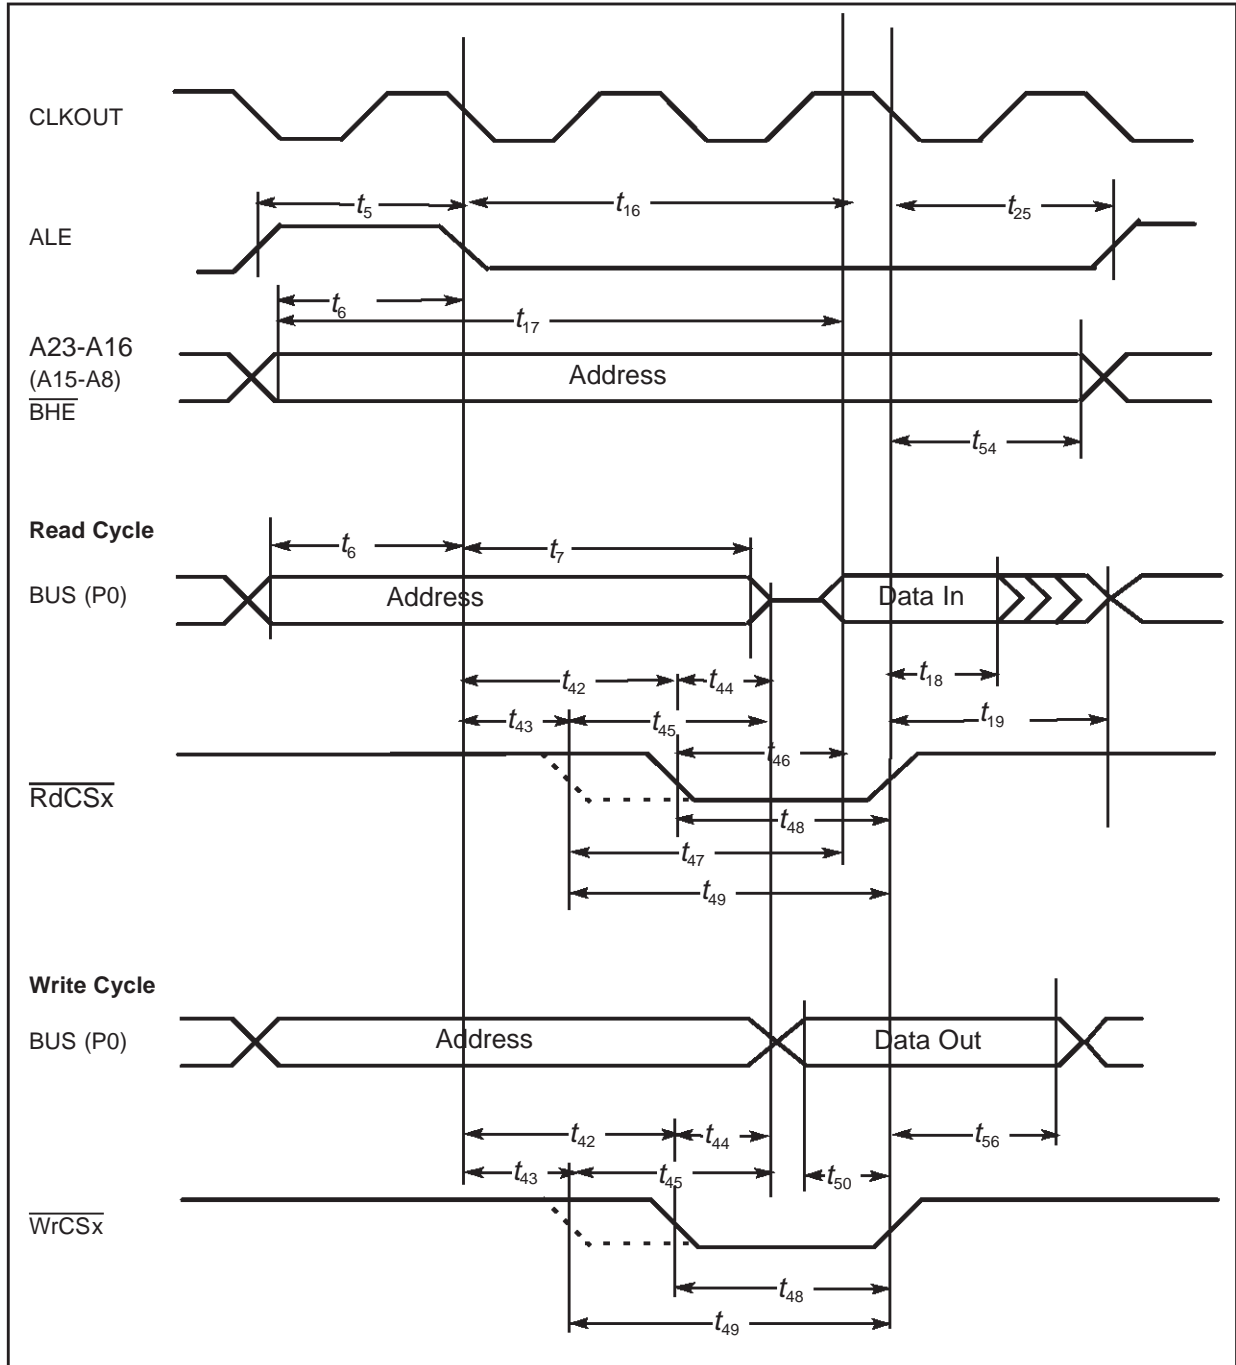 CLKOUT
t5 t16 t25
ALE
t6
t17
A23-A16
(A15-A8)
BHE
Address
t54
Read Cycle
t6 t7
BUS (P0)
Address Data In
t18
t42 t44
t43 t45 t19
t46
RdCSx
t48
t47
t49
Write Cycle
BUS (P0)
Address Data Out
t42 t44 t56
t43 t45 t50
WrCSx
t48
t49